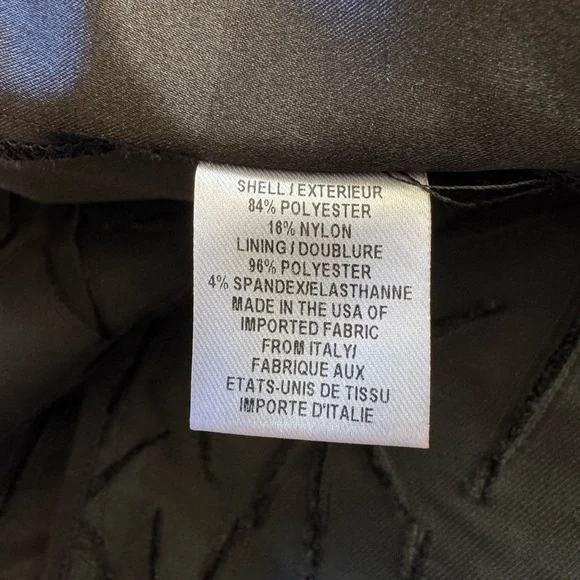 SHELL / EXTERIEUR
84% POLYESTER
16% NYLON
LINING / DOUBLURE
96% POLYESTER
4% SPANDEX/ELASTHANNE
MADE IN THE USA OF
IMPORTED FABRIC
FROM ITALY/
FABRIQUE AUX
ETATS-UNIS DE TISSU
IMPORTE D'ITALIE